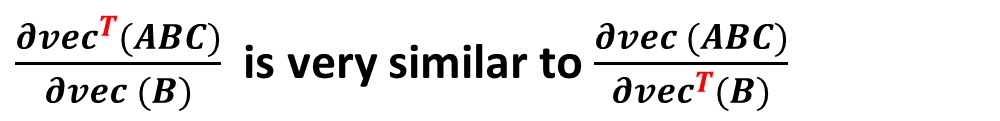 ∂vec^T(ABC)/∂vec (B) is very similar to ∂vec (ABC)/∂vec^T(B)